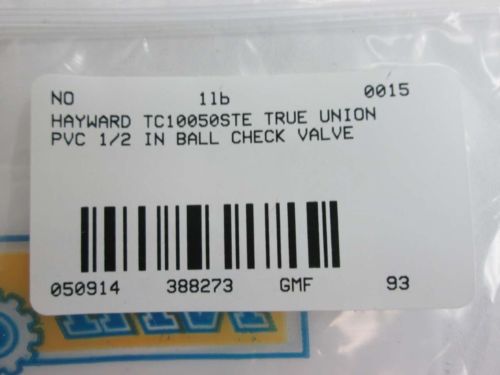 NO 1lb 0015
HAYWARD TC10050STE TRUE UNION
PVC 1/2 IN BALL CHECK VALVE
050914 388273 GMF 93